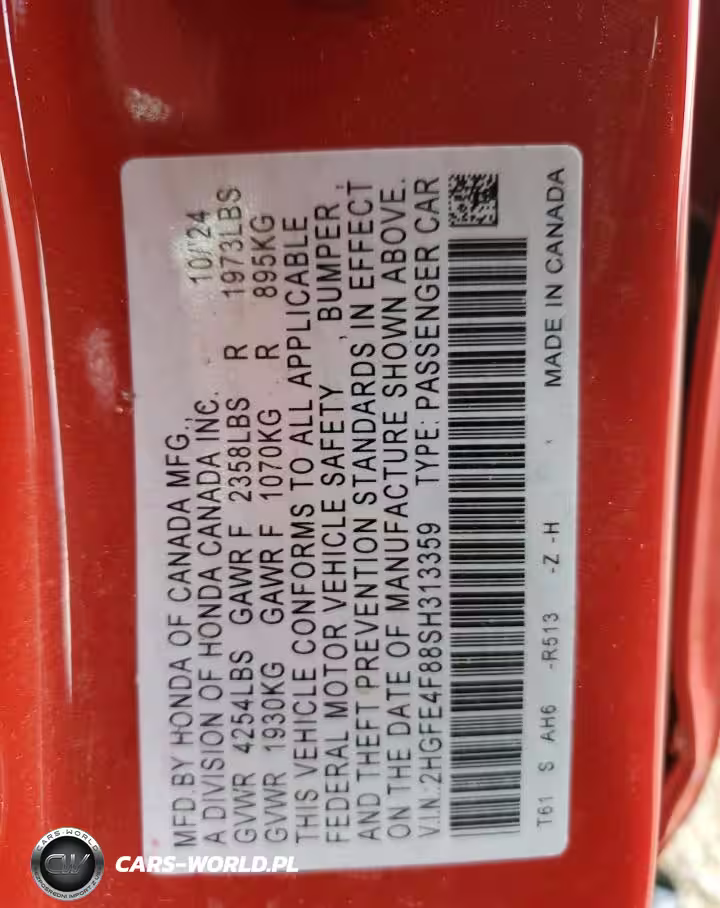 MFD.BY HONDA OF CANADA MFG., 10/'24
A DIVISION OF HONDA CANADA INC.
GVWR 4254LBS GAWR F 2358LBS R 1973LBS
GVWR 1930KG GAWR F 1070KG R 895KG
THIS VEHICLE CONFORMS TO ALL APPLICABLE
FEDERAL MOTOR VEHICLE SAFETY , BUMPER,
AND THEFT PREVENTION STANDARDS IN EFFECT
ON THE DATE OF MANUFACTURE SHOWN ABOVE.
V.I.N.:2HGFE4F88SH313359 TYPE: PASSENGER CAR
T61 S AH6 -R513 -Z -H * MADE IN CANADA
CARS-WORLD
CW
CARS-WORLD.PL